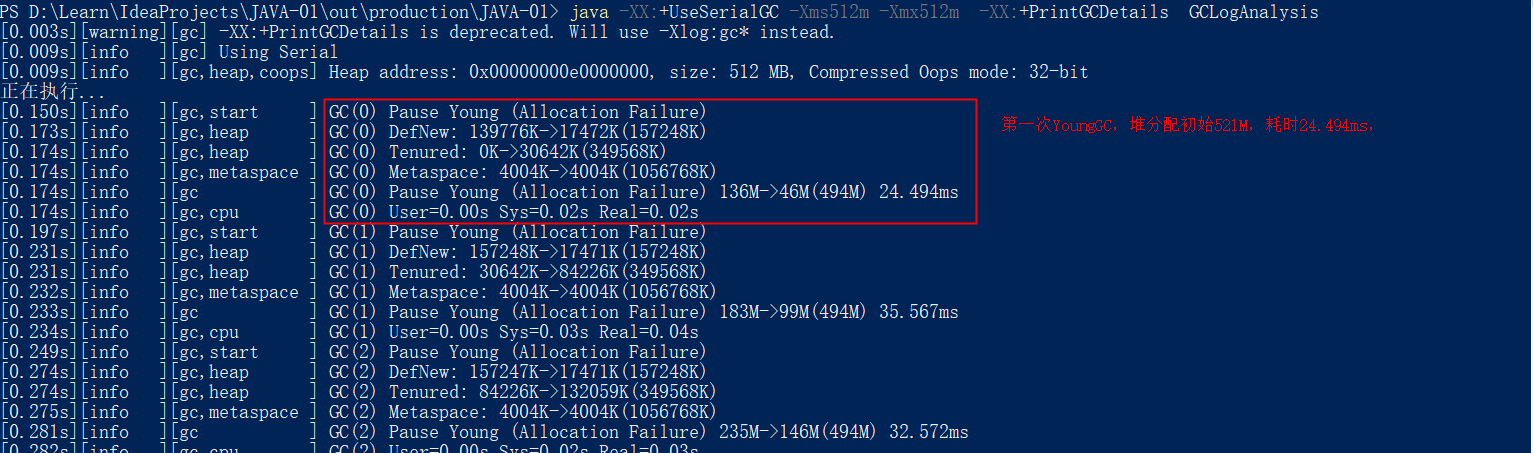 PS D:\Learn\IdeaProjects\JAVA-01\out\production\JAVA-01> java -XX:+UseSerialGC -Xms512m -Xmx512m  -XX:+PrintGCDetails  GCLogAnalysis
[0.003s][warning][gc] -XX:+PrintGCDetails is deprecated. Will use -Xlog:gc* instead.
[0.009s][info   ][gc] Using Serial
[0.009s][info   ][gc,heap,coops] Heap address: 0x00000000e0000000, size: 512 MB, Compressed Oops mode: 32-bit
正在执行...
[0.150s][info   ][gc,start     ] GC(0) Pause Young (Allocation Failure)
[0.173s][info   ][gc,heap      ] GC(0) DefNew: 139776K->17472K(157248K)
第一次YoungGC，堆分配初始521M，耗时24.494ms，
[0.174s][info   ][gc,heap      ] GC(0) Tenured: 0K->30642K(349568K)
[0.174s][info   ][gc,metaspace ] GC(0) Metaspace: 4004K->4004K(1056768K)
[0.174s][info   ][gc           ] GC(0) Pause Young (Allocation Failure) 136M->46M(494M) 24.494ms
[0.174s][info   ][gc,cpu       ] GC(0) User=0.00s Sys=0.02s Real=0.02s
[0.197s][info   ][gc,start     ] GC(1) Pause Young (Allocation Failure)
[0.231s][info   ][gc,heap      ] GC(1) DefNew: 157248K->17471K(157248K)
[0.231s][info   ][gc,heap      ] GC(1) Tenured: 30642K->84226K(349568K)
[0.232s][info   ][gc,metaspace ] GC(1) Metaspace: 4004K->4004K(1056768K)
[0.233s][info   ][gc           ] GC(1) Pause Young (Allocation Failure) 183M->99M(494M) 35.567ms
[0.234s][info   ][gc,cpu       ] GC(1) User=0.00s Sys=0.03s Real=0.04s
[0.249s][info   ][gc,start     ] GC(2) Pause Young (Allocation Failure)
[0.274s][info   ][gc,heap      ] GC(2) DefNew: 157247K->17471K(157248K)
[0.274s][info   ][gc,heap      ] GC(2) Tenured: 84226K->132059K(349568K)
[0.275s][info   ][gc,metaspace ] GC(2) Metaspace: 4004K->4004K(1056768K)
[0.281s][info   ][gc           ] GC(2) Pause Young (Allocation Failure) 235M->146M(494M) 32.572ms
[0.282s][info   ][gc,cpu       ] GC(2) User=0.00s Sys=0.02s Real=0.03s